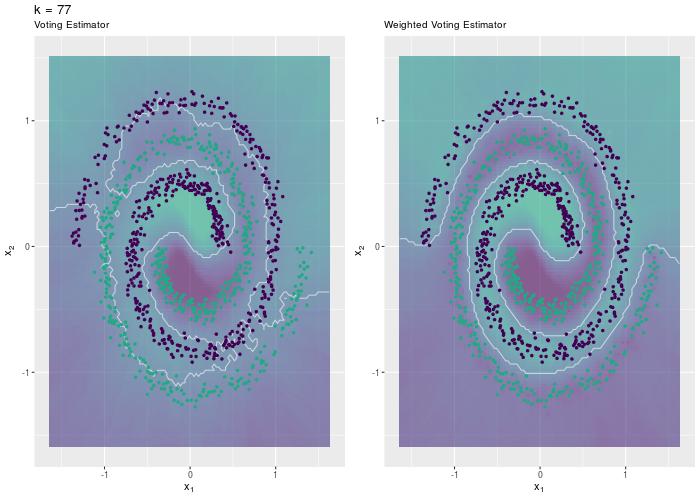 k = 77
Voting Estimator
Weighted Voting Estimator
1
0
-1
x₂
-1
0
1
x₁
1
0
-1
x₂
-1
0
1
x₁